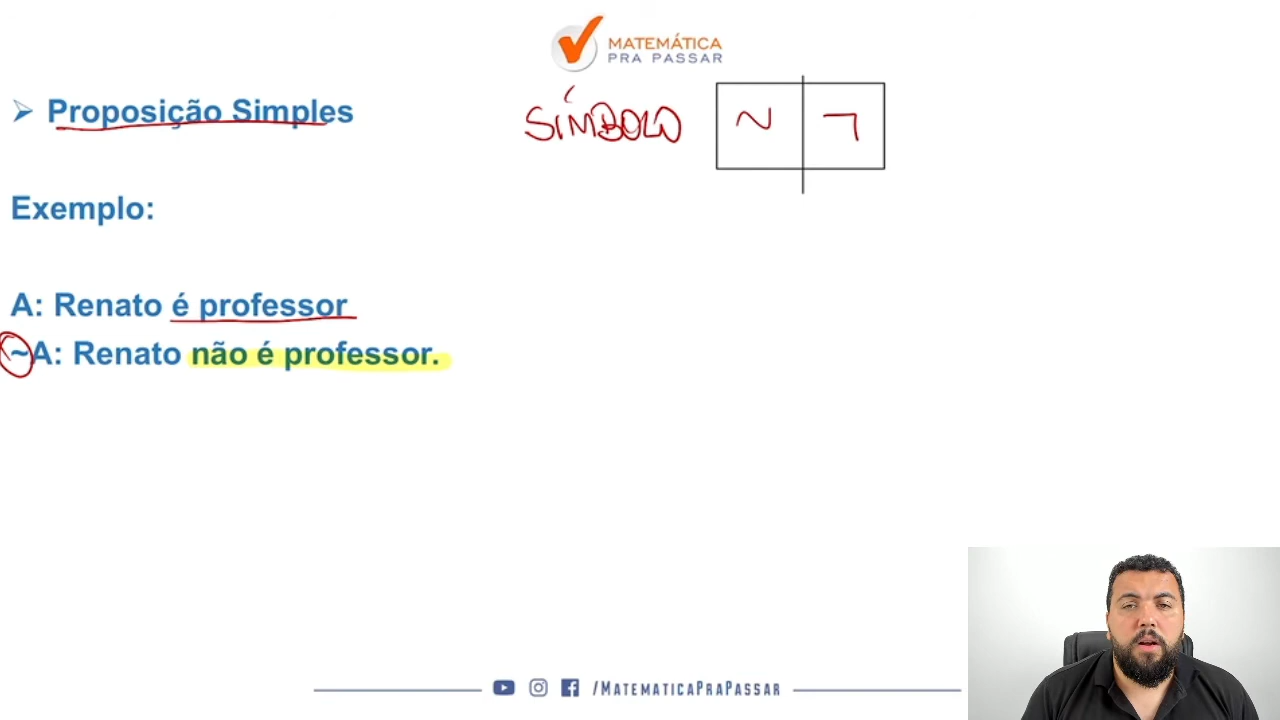 MATEMÁTICA
PRA PASSAR
➢ Proposição Simples
SÍMBOLO ~ ¬
Exemplo:
A: Renato é professor
~A: Renato não é professor.
/MATEMATICAPRAPASSAR